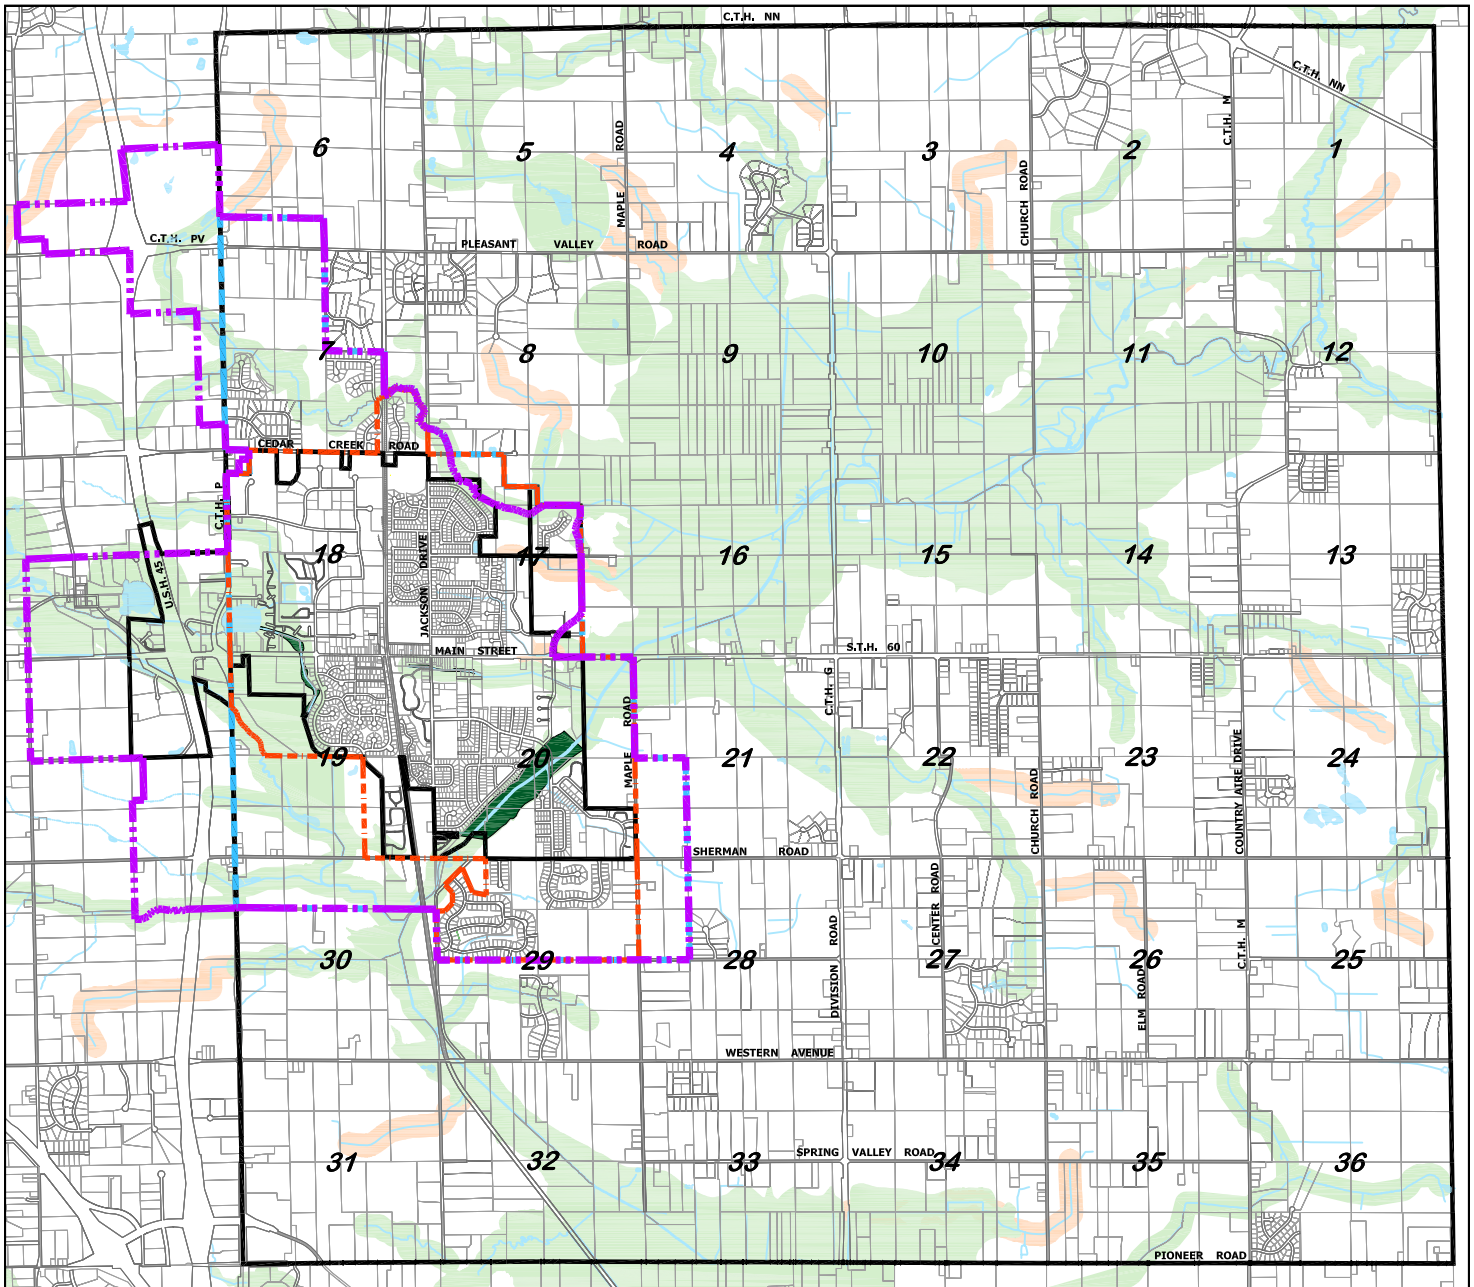 C.T.H. NN
C.T.H. NN
C.T.H. M
6
5
MAPLE ROAD
4
3
CHURCH ROAD
2
1
C.T.H. PV
PLEASANT VALLEY ROAD
7
8
9
10
11
12
CEDAR CREEK ROAD
C.T.H. P
U.S.H. 45
18
JACKSON DRIVE
17
16
15
14
13
MAIN STREET
S.T.H. 60
C.T.H. G
19
20
MAPLE ROAD
21
22
CHURCH ROAD
23
COUNTRY AIRE DRIVE
24
SHERMAN ROAD
30
29
28
DIVISION ROAD
CENTER ROAD
27
ELM ROAD
26
C.T.H. M
25
WESTERN AVENUE
31
32
33
SPRING VALLEY ROAD
34
35
36
PIONEER ROAD